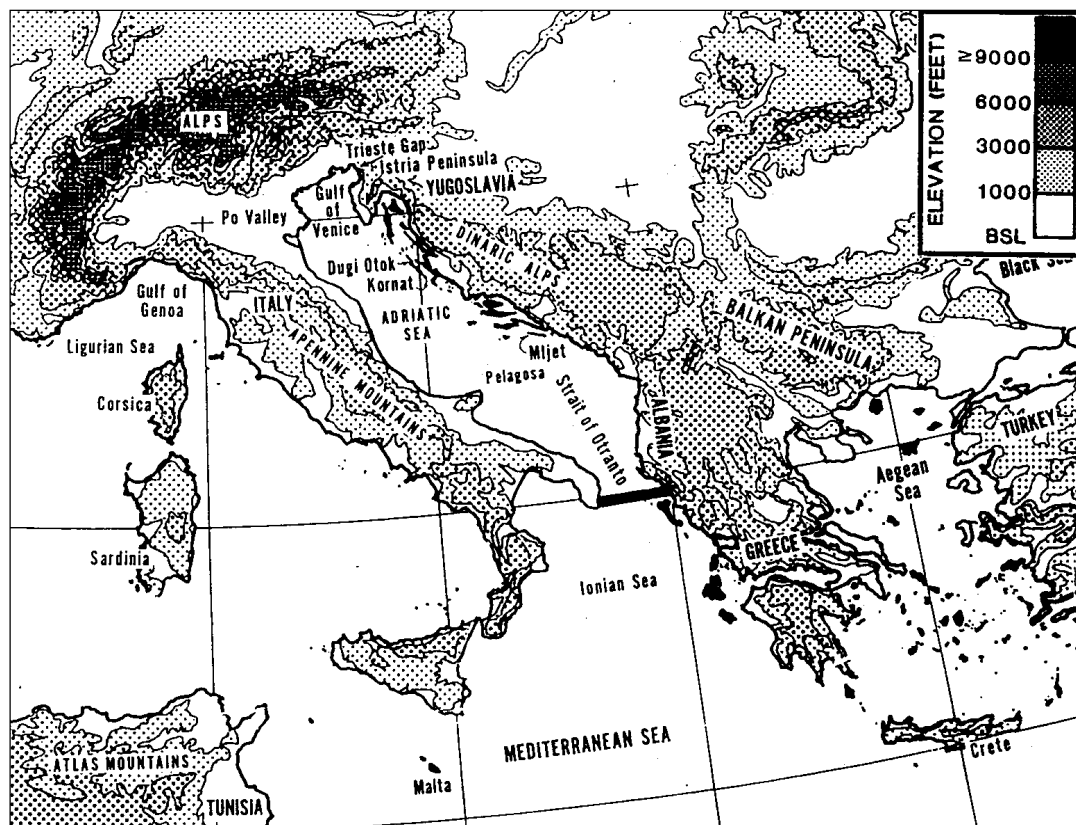 ELEVATION (FEET)
≥ 9000
6000
3000
1000
BSL
ALPS
Trieste Gap
Istria Peninsula
YUGOSLAVIA
Gulf
of
Venice
Po Valley
DINARIC ALPS
Dugi Otok
Kornat
Black Sea
Gulf of
Genoa
ITALY
ADRIATIC
SEA
BALKAN PENINSULA
Ligurian Sea
APENNINE MOUNTAINS
Mljet
Pelagosa
Corsica
Strait of Otranto
ALBANIA
TURKEY
Aegean
Sea
Sardinia
GREECE
Ionian Sea
MEDITERRANEAN SEA
Crete
ATLAS MOUNTAINS
Malta
TUNISIA